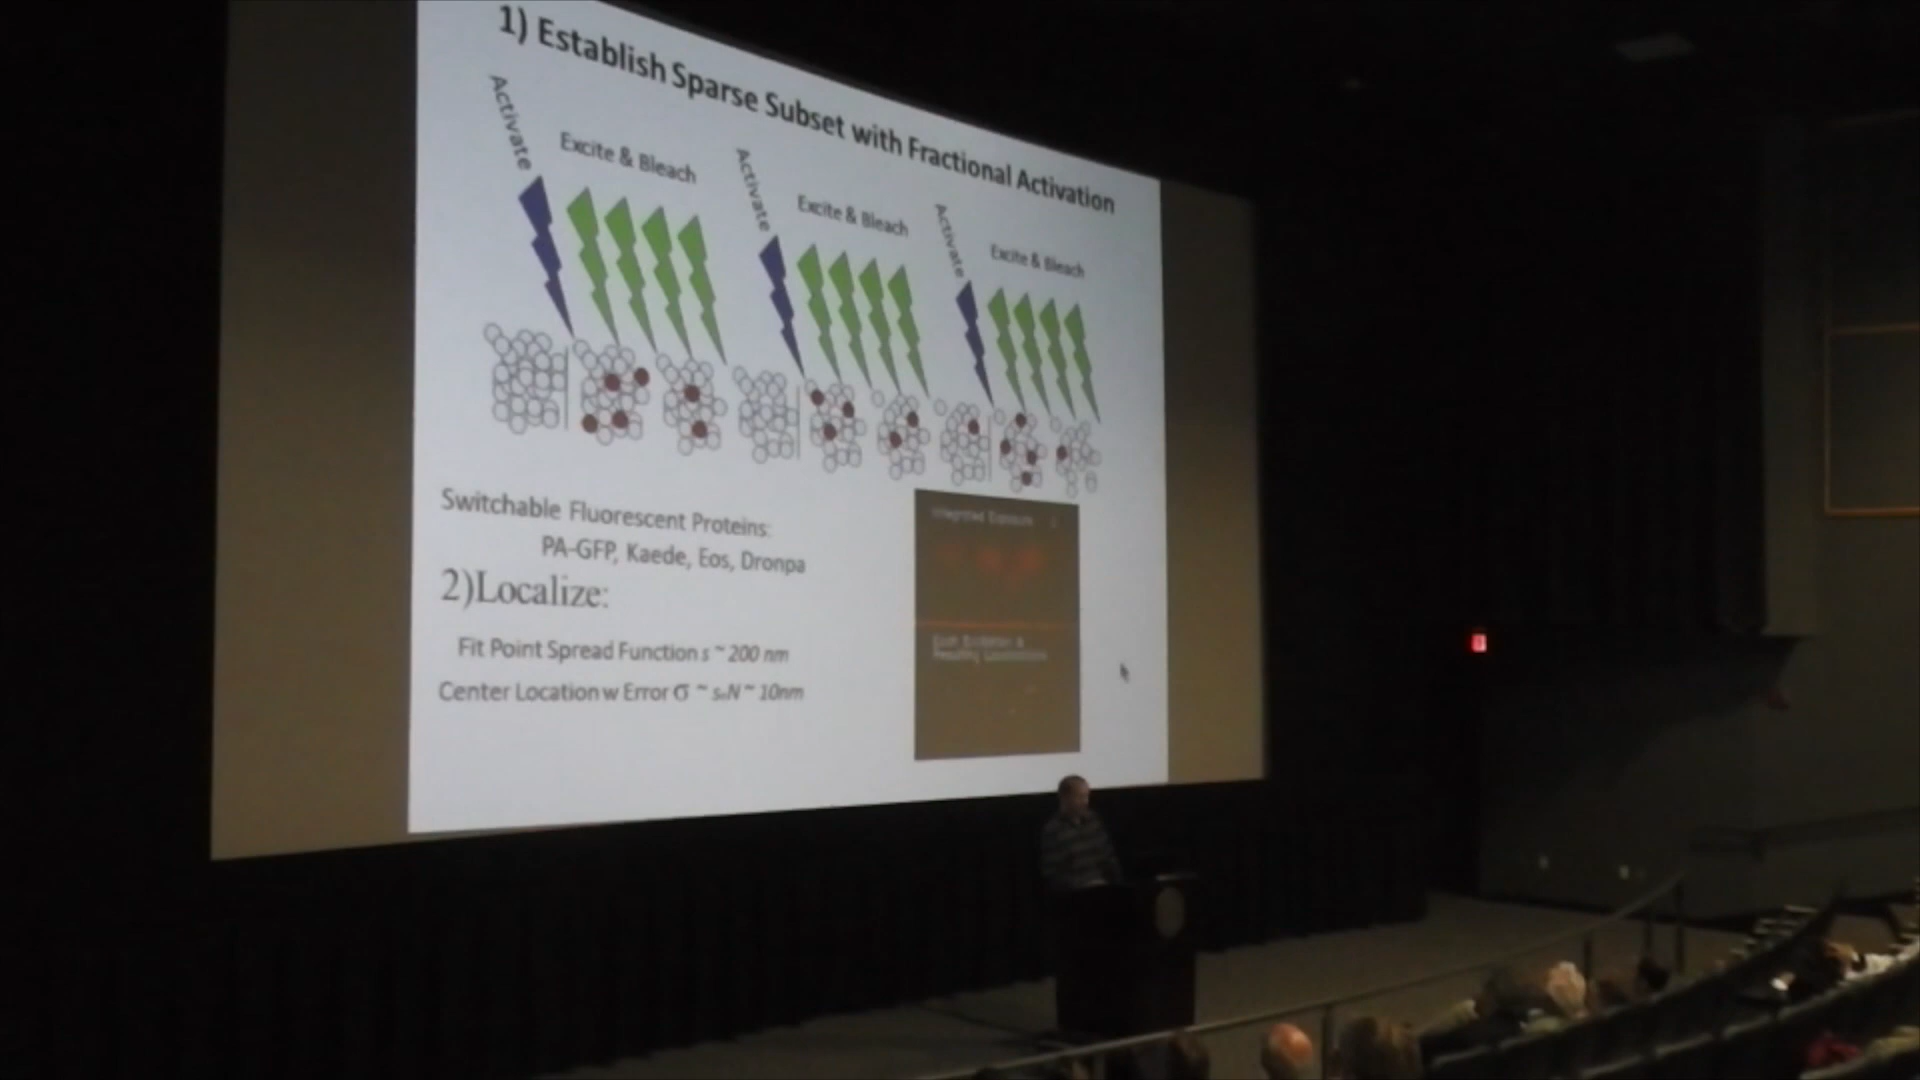 1) Establish Sparse Subset with Fractional Activation
Activate
Excite & Bleach
Activate
Excite & Bleach
Activate
Excite & Bleach
Switchable Fluorescent Proteins:
PA-GFP, Kaede, Eos, Dronpa
2)Localize:
Integrated Exposure
Fit Point Spread Function s ~ 200 nm
Center Location w Error σ ~ 10nm